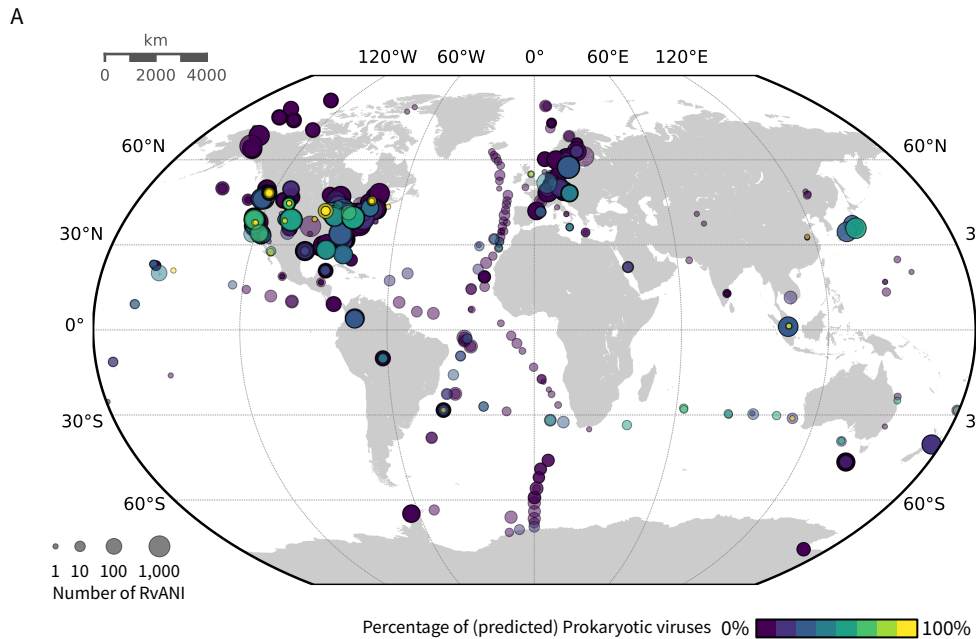 A
km
0 2000 4000
120°W 60°W 0° 60°E 120°E
60°N 60°N
30°N 3
0° 0
30°S 3
60°S 60°S
1 10 100 1,000
Number of RvANI
Percentage of (predicted) Prokaryotic viruses 0% 100%